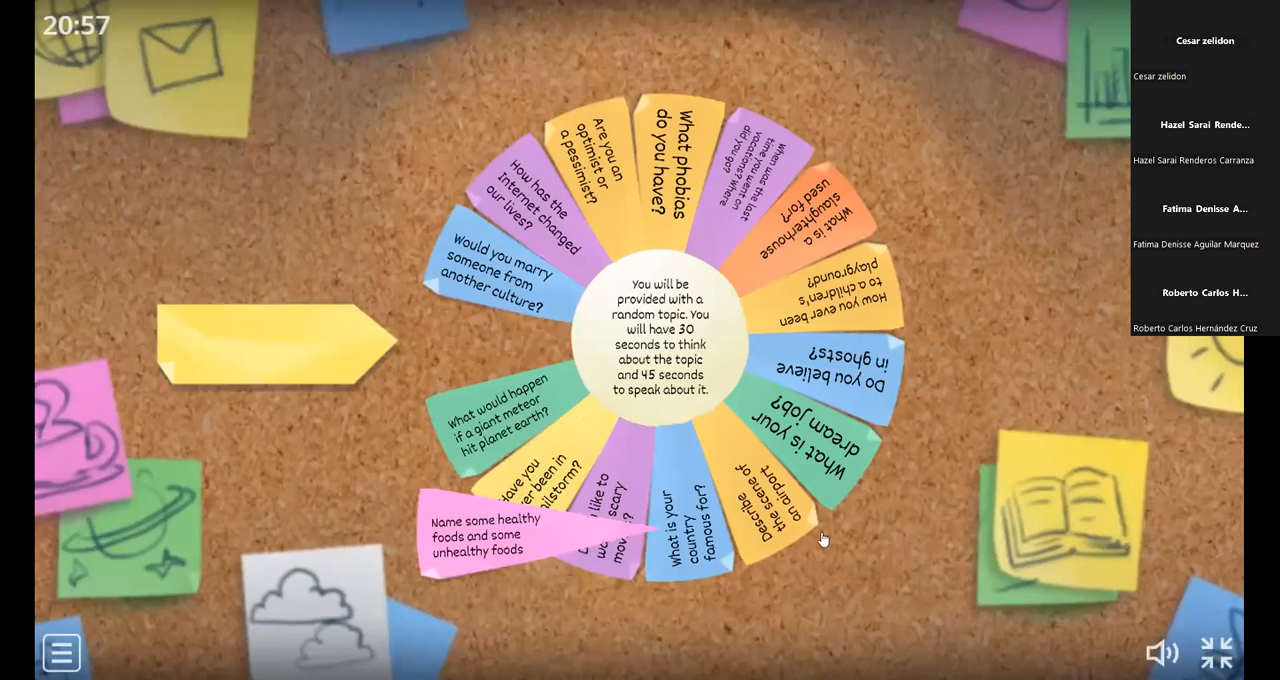 20:57
Cesar zelidon
Cesar zelidon
Hazel Sarai Rende...
Hazel Sarai Renderos Carranza
Fatima Denisse A...
Fatima Denisse Aguilar Marquez
Roberto Carlos H...
Roberto Carlos Hernández Cruz
What phobias
do you have?
When was the last
time you went on
vacations? Where
did you go?
What is a
slaughterhouse
used for?
How you ever been
to a children's
playground?
Do you believe
in ghosts?
What is your
dream job?
Describe
the scene of
an airport
What is your
country
famous for?
like to
scary
Have you
been in
What would happen
if a giant meteor
hit planet earth?
Would you marry
someone from
another culture?
How has the
Internet changed
our lives?
Are you an
optimist or
a pessimist?
You will be
provided with a
random topic. You
will have 30
seconds to think
about the topic
and 45 seconds
to speak about it.
Name some healthy
foods and some
unhealthy foods